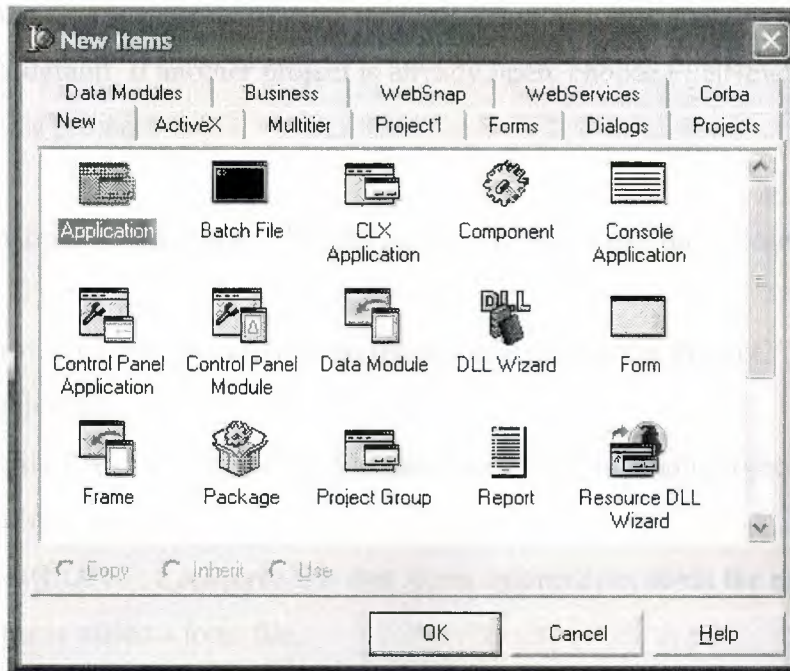 New Items
Data Modules Business WebSnap WebServices Corba
New ActiveX Multitier Project1 Forms Dialogs Projects
Application Batch File CLX Application Component Console Application
Control Panel Application Control Panel Module Data Module DLL Wizard Form
DLL
Frame Package Project Group Report Resource DLL Wizard
Copy Inherit Use
OK Cancel Help